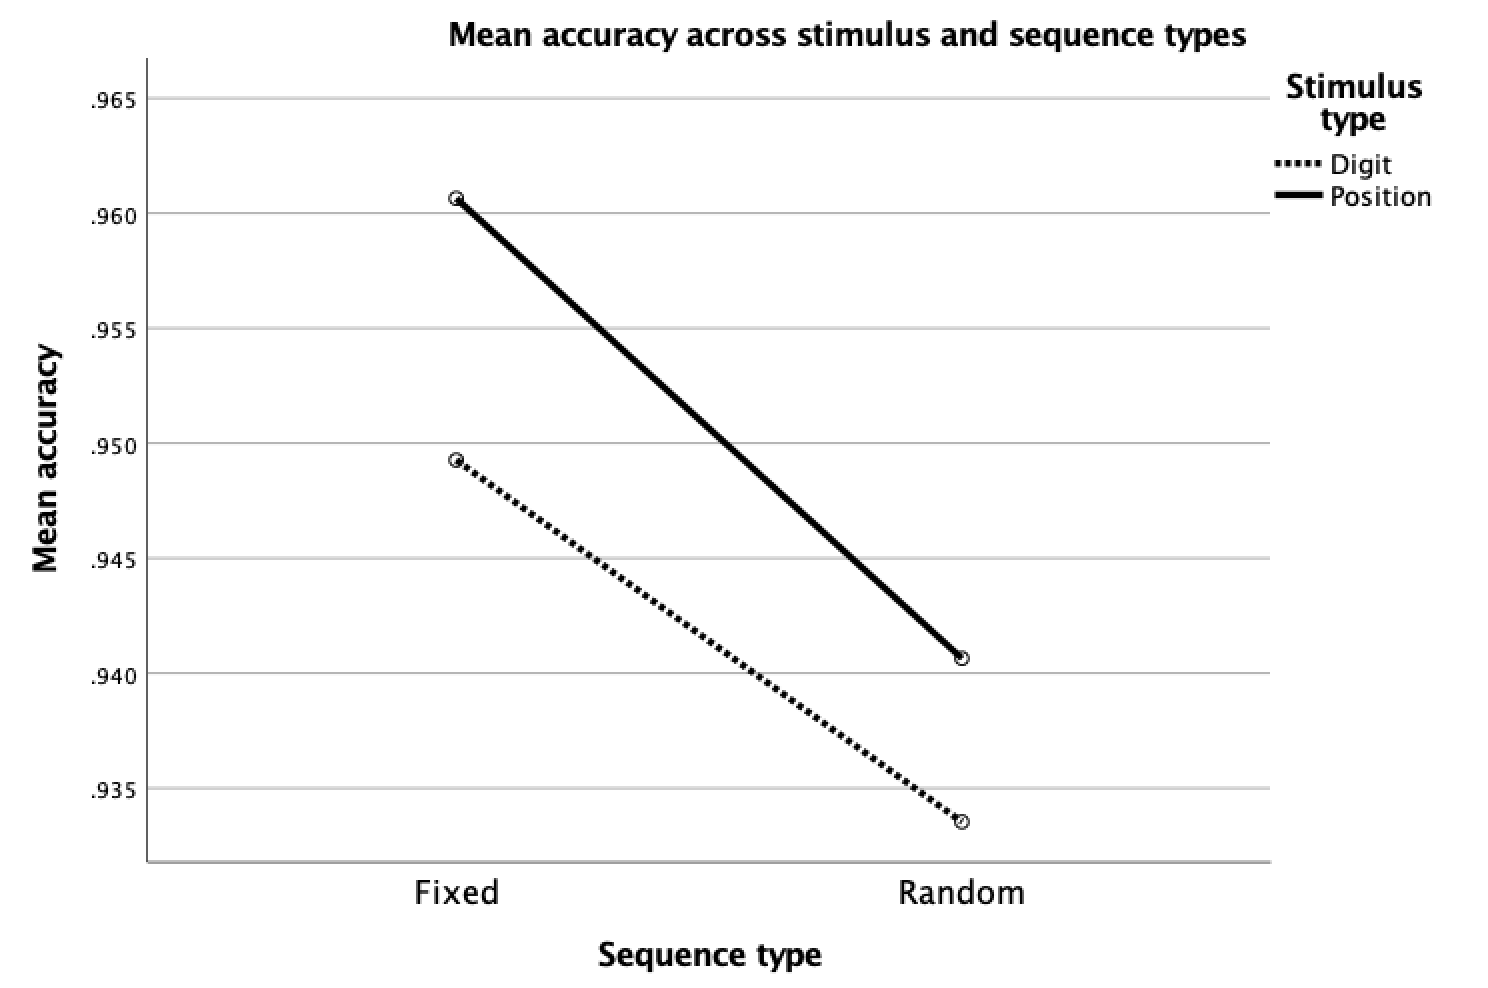 Mean accuracy across stimulus and sequence types
Stimulus
type
Digit
Position
Mean accuracy
.965
.960
.955
.950
.945
.940
.935
Fixed
Random
Sequence type